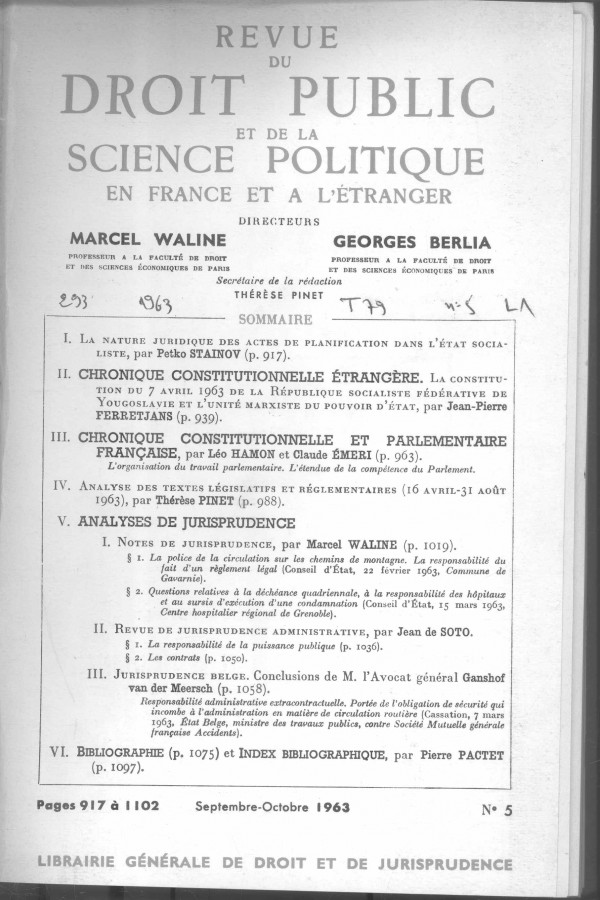 REVUE
DU
DROIT PUBLIC
ET DE LA
SCIENCE POLITIQUE
EN FRANCE ET A L'ÉTRANGER
DIRECTEURS
MARCEL WALINE GEORGES BERLIA
PROFESSEUR A LA FACULTÉ DE DROIT PROFESSEUR A LA FACULTÉ DE DROIT
ET DES SCIENCES ÉCONOMIQUES DE PARIS ET DES SCIENCES ÉCONOMIQUES DE PARIS
Secrétaire de la rédaction
THÉRÈSE PINET
293 1963 T79 n=5 LA
SOMMAIRE
I. LA NATURE JURIDIQUE DES ACTES DE PLANIFICATION DANS L'ÉTAT SOCIA-
LISTE, par Petko STAINOV (p. 917).
II. CHRONIQUE CONSTITUTIONNELLE ÉTRANGÈRE. LA CONSTITU-
TION DU 7 AVRIL 1963 DE LA RÉPUBLIQUE SOCIALISTE FÉDÉRATIVE DE
YOUGOSLAVIE ET L'UNITÉ MARXISTE DU POUVOIR D'ÉTAT, par Jean-Pierre
FERRETJANS (p. 939).
III. CHRONIQUE CONSTITUTIONNELLE ET PARLEMENTAIRE
FRANÇAISE, par Léo HAMON et Claude ÉMERI (p. 963).
L'organisation du travail parlementaire. L'étendue de la compétence du Parlement.
IV. ANALYSE DES TEXTES LÉGISLATIFS ET RÉGLEMENTAIRES (16 AVRIL-31 AOÛT
1963), par Thérèse PINET (p. 988).
V. ANALYSES DE JURISPRUDENCE
I. NOTES DE JURISPRUDENCE, par Marcel WALINE (p. 1019).
§ 1. La police de la circulation sur les chemins de montagne. La responsabilité du
fait d'un règlement légal (Conseil d'État, 22 février 1963, Commune de
Gavarnie).
§ 2. Questions relatives à la déchéance quadriennale, à la responsabilité des hôpitaux
et au sursis d'exécution d'une condamnation (Conseil d'État, 15 mars 1963,
Centre hospitalier régional de Grenoble).
II. REVUE DE JURISPRUDENCE ADMINISTRATIVE, par Jean de SOTO.
§ 1. La responsabilité de la puissance publique (p. 1036).
§ 2. Les contrats (p. 1050).
III. JURISPRUDENCE BELGE. Conclusions de M. l'Avocat général Ganshof
van der Meersch (p. 1058).
Responsabilité administrative extracontractuelle. Portée de l'obligation de sécurité qui
incombe à l'administration en matière de circulation routière (Cassation, 7 mars
1963, État Belge, ministre des travaux publics, contre Société Mutuelle générale
française Accidents).
VI. BIBLIOGRAPHIE (p. 1075) et INDEX BIBLIOGRAPHIQUE, par Pierre PACTET
(p. 1097).
Pages 917 à 1102 Septembre-Octobre 1963 N° 5
LIBRAIRIE GÉNÉRALE DE DROIT ET DE JURISPRUDENCE